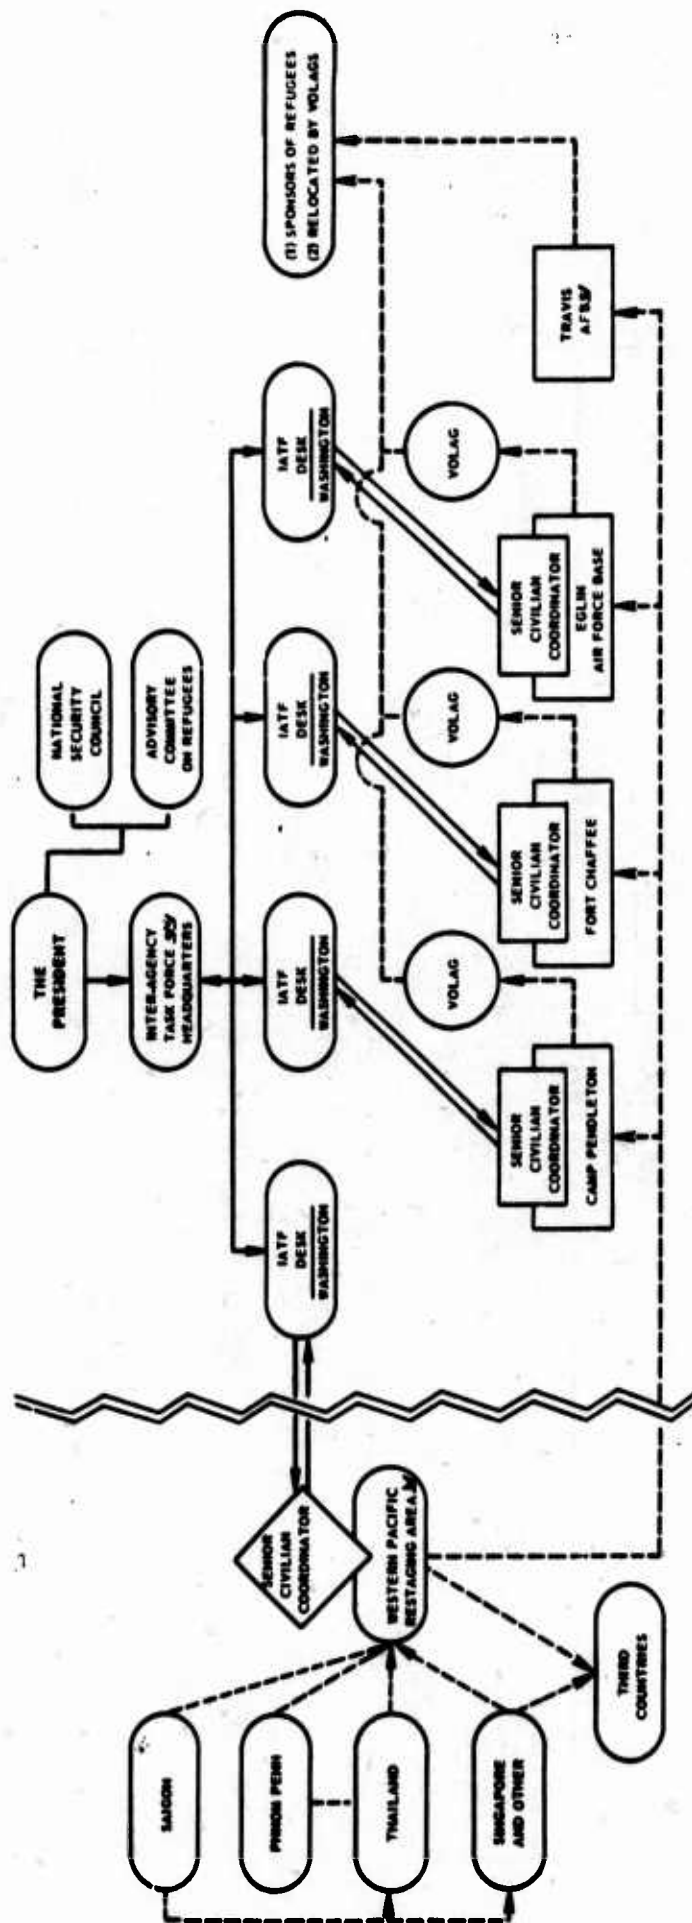 THE
PRESIDENT
NATIONAL
SECURITY
COUNCIL
ADVISORY
COMMITTEE
ON REFUGEES
INTER-AGENCY
TASK FORCE
HEADQUARTERS
IATF
DESK
WASHINGTON
IATF
DESK
WASHINGTON
IATF
DESK
WASHINGTON
IATF
DESK
WASHINGTON
(1) SPONSORS OF REFUGEES
(2) RELOCATED BY VOLAGS
SAIGON
PHNOM PENH
THAILAND
SINGAPORE
AND OTHER
SENIOR
CIVILIAN
COORDINATOR
WESTERN PACIFIC
RESTAGING AREA
THIRD
COUNTRIES
VOLAG
VOLAG
VOLAG
SENIOR
CIVILIAN
COORDINATOR
CAMP PENDLETON
SENIOR
CIVILIAN
COORDINATOR
FORT CHAFFEE
SENIOR
CIVILIAN
COORDINATOR
EGLIN
AIR FORCE BASE
TRAVIS
AFB